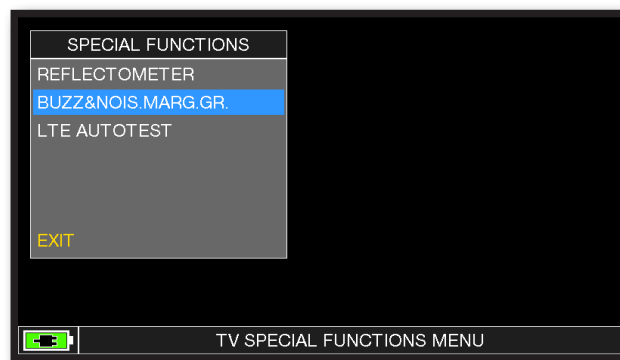 SPECIAL FUNCTIONS
REFLECTOMETER
BUZZ&NOIS.MARG.GR.
LTE AUTOTEST
EXIT
TV SPECIAL FUNCTIONS MENU